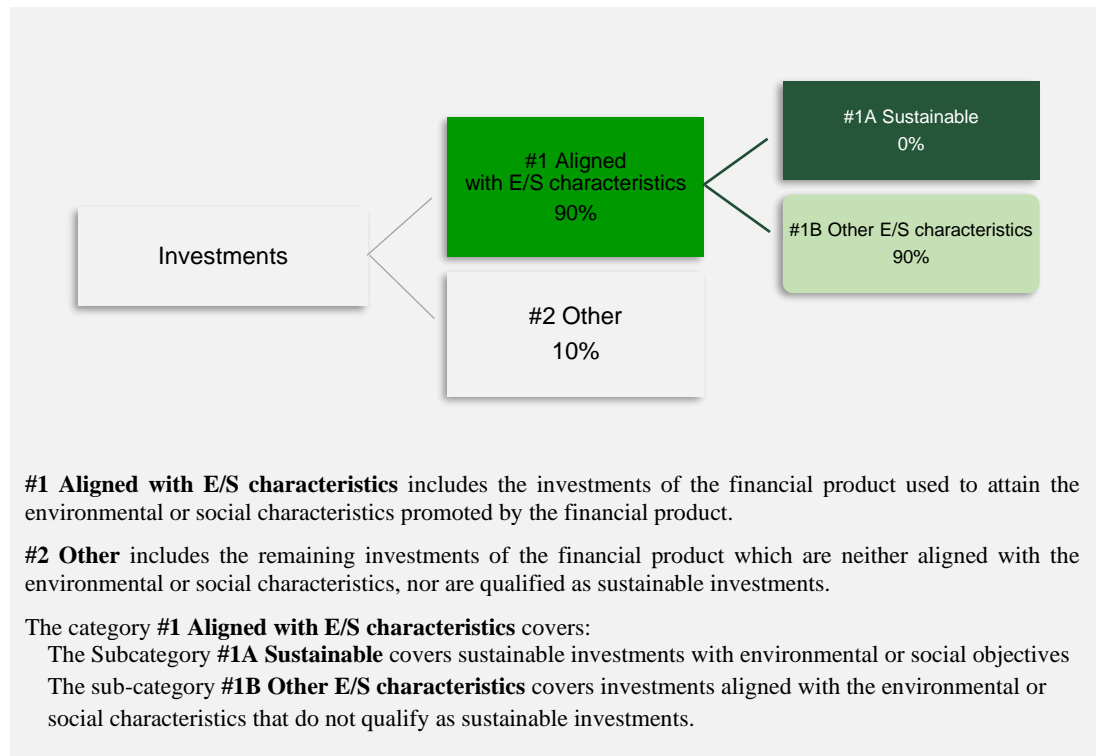 #1A Sustainable
0%
#1 Aligned
with E/S characteristics
90%
#1B Other E/S characteristics
90%
Investments
#2 Other
10%
#1 Aligned with E/S characteristics includes the investments of the financial product used to attain the
environmental or social characteristics promoted by the financial product.
#2 Other includes the remaining investments of the financial product which are neither aligned with the
environmental or social characteristics, nor are qualified as sustainable investments.
The category #1 Aligned with E/S characteristics covers:
The Subcategory #1A Sustainable covers sustainable investments with environmental or social objectives
The sub-category #1B Other E/S characteristics covers investments aligned with the environmental or
social characteristics that do not qualify as sustainable investments.